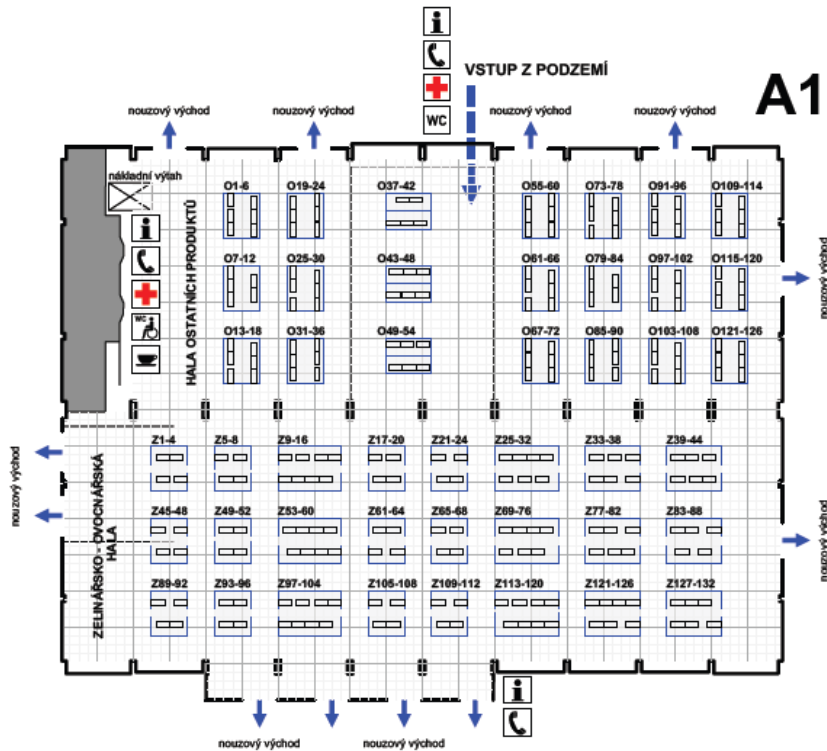 A1
VSTUP Z PODZEMÍ
WC
nouzový východ
nouzový východ
nouzový východ
nouzový východ
nákladní výtah
WC
HALA OSTATNÍCH PRODUKTŮ
O1-6
O19-24
O37-42
O55-60
O73-78
O91-96
O109-114
O7-12
O25-30
O43-48
O61-66
O79-84
O97-102
O115-120
nouzový východ
O13-18
O31-36
O49-54
O67-72
O85-90
O103-108
O121-126
ZELINÁŘSKO - OVOCNÁŘSKÁ
HALA
nouzový východ
Z1-4
Z5-8
Z9-16
Z17-20
Z21-24
Z25-32
Z33-38
Z39-44
Z45-48
Z49-52
Z53-60
Z61-64
Z65-68
Z69-76
Z77-82
Z83-88
nouzový východ
Z89-92
Z93-96
Z97-104
Z105-108
Z109-112
Z113-120
Z121-126
Z127-132
nouzový východ
nouzový východ